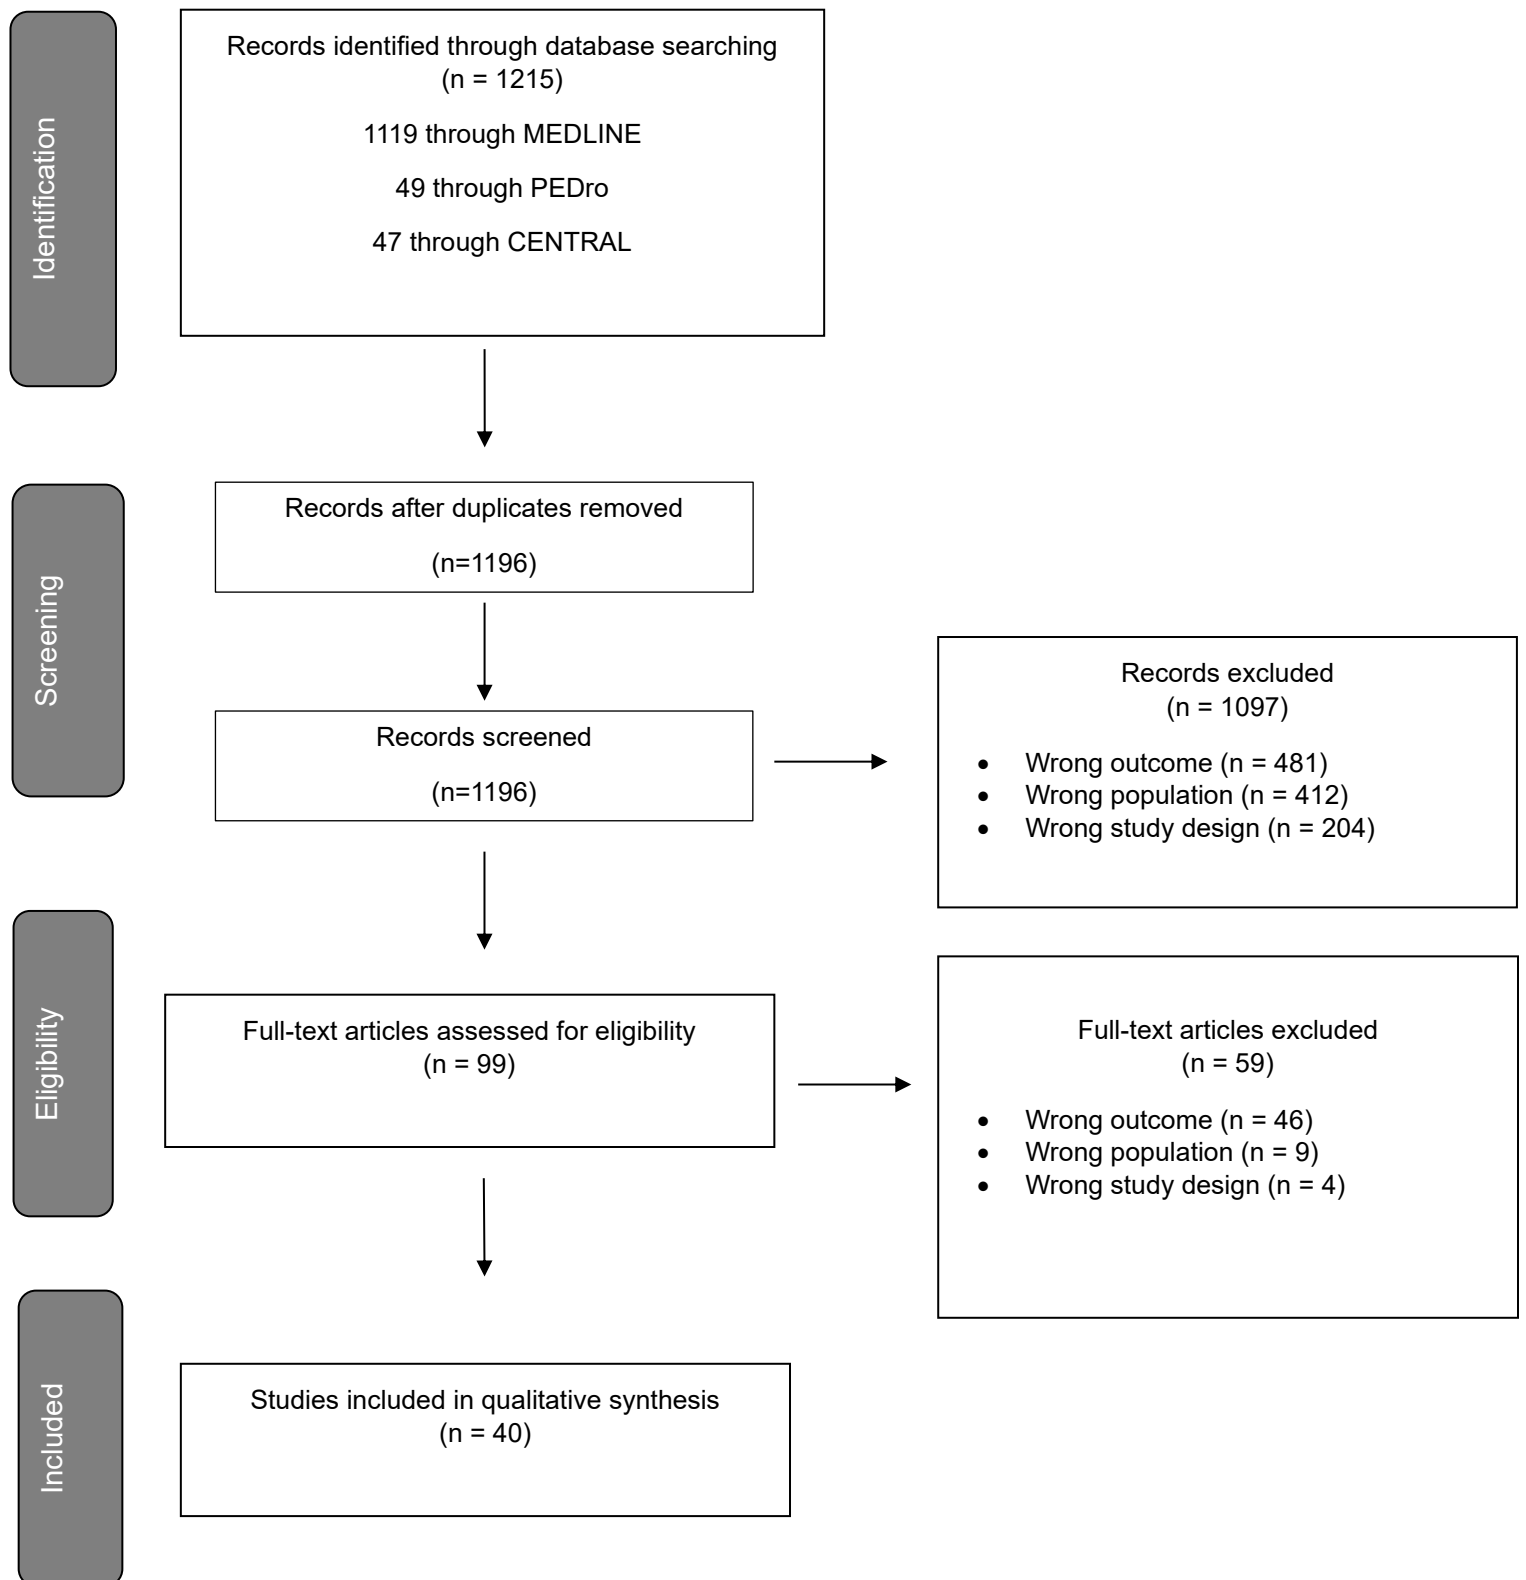 Identification
Records identified through database searching
(n = 1215)
1119 through MEDLINE
49 through PEDro
47 through CENTRAL
Screening
Records after duplicates removed
(n=1196)
Records screened
(n=1196)
Records excluded
(n = 1097)
• Wrong outcome (n = 481)
• Wrong population (n = 412)
• Wrong study design (n = 204)
Eligibility
Full-text articles assessed for eligibility
(n = 99)
Full-text articles excluded
(n = 59)
• Wrong outcome (n = 46)
• Wrong population (n = 9)
• Wrong study design (n = 4)
Included
Studies included in qualitative synthesis
(n = 40)